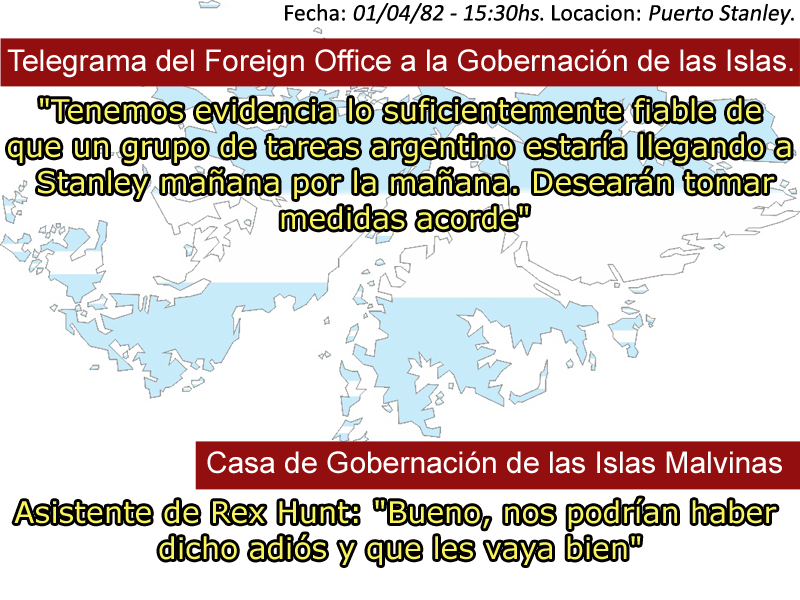 Fecha: 01/04/82 - 15:30hs. Locacion: Puerto Stanley.
Telegrama del Foreign Office a la Gobernación de las Islas.
"Tenemos evidencia lo suficientemente fiable de
que un grupo de tareas argentino estaría llegando a
Stanley mañana por la mañana. Desearán tomar
medidas acorde"
Casa de Gobernación de las Islas Malvinas
Asistente de Rex Hunt: "Bueno, nos podrían haber
dicho adiós y que les vaya bien"